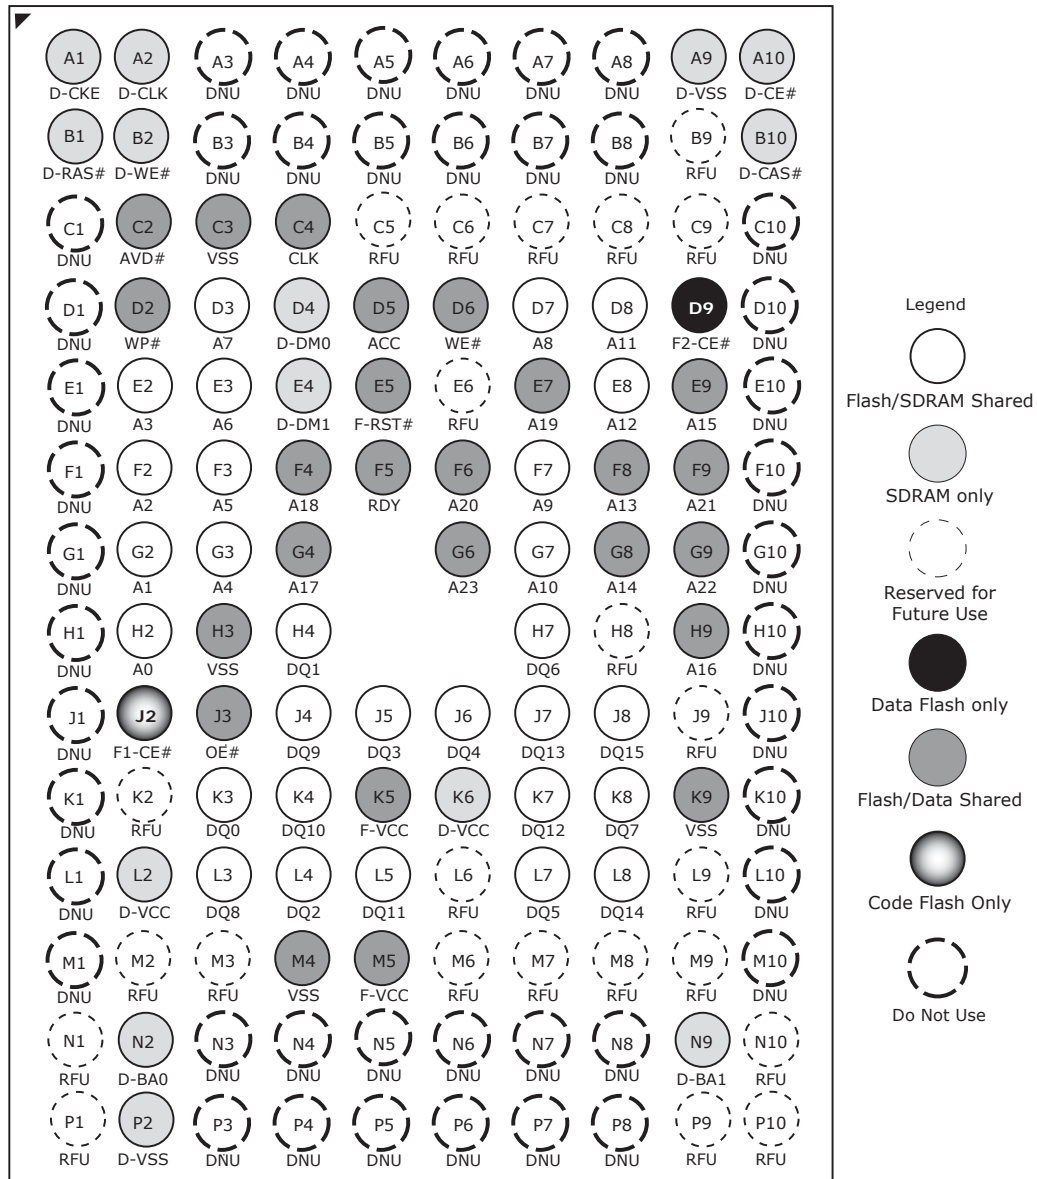 A1 A2 A3 A4 A5 A6 A7 A8 A9 A10
D-CKE D-CLK DNU DNU DNU DNU DNU DNU D-VSS D-CE#
B1 B2 B3 B4 B5 B6 B7 B8 B9 B10
D-RAS# D-WE# DNU DNU DNU DNU DNU DNU RFU D-CAS#
C1 C2 C3 C4 C5 C6 C7 C8 C9 C10
DNU AVD# VSS CLK RFU RFU RFU RFU RFU DNU
D1 D2 D3 D4 D5 D6 D7 D8 D9 D10
DNU WP# A7 D-DM0 ACC WE# A8 A11 F2-CE# DNU
E1 E2 E3 E4 E5 E6 E7 E8 E9 E10
DNU A3 A6 D-DM1 F-RST# RFU A19 A12 A15 DNU
F1 F2 F3 F4 F5 F6 F7 F8 F9 F10
DNU A2 A5 A18 RDY A20 A9 A13 A21 DNU
G1 G2 G3 G4 G6 G7 G8 G9 G10
DNU A1 A4 A17 A23 A10 A14 A22 DNU
H1 H2 H3 H4 H7 H8 H9 H10
DNU A0 VSS DQ1 DQ6 RFU A16 DNU
J1 J2 J3 J4 J5 J6 J7 J8 J9 J10
DNU F1-CE# OE# DQ9 DQ3 DQ4 DQ13 DQ15 RFU DNU
K1 K2 K3 K4 K5 K6 K7 K8 K9 K10
DNU RFU DQ0 DQ10 F-VCC D-VCC DQ12 DQ7 VSS DNU
L1 L2 L3 L4 L5 L6 L7 L8 L9 L10
DNU D-VCC DQ8 DQ2 DQ11 RFU DQ5 DQ14 RFU DNU
M1 M2 M3 M4 M5 M6 M7 M8 M9 M10
DNU RFU RFU VSS F-VCC RFU RFU RFU RFU DNU
N1 N2 N3 N4 N5 N6 N7 N8 N9 N10
RFU D-BA0 DNU DNU DNU DNU DNU DNU D-BA1 RFU
P1 P2 P3 P4 P5 P6 P7 P8 P9 P10
RFU D-VSS DNU DNU DNU DNU DNU DNU RFU RFU
Legend
Flash/SDRAM Shared
SDRAM only
Reserved for
Future Use
Data Flash only
Flash/Data Shared
Code Flash Only
Do Not Use